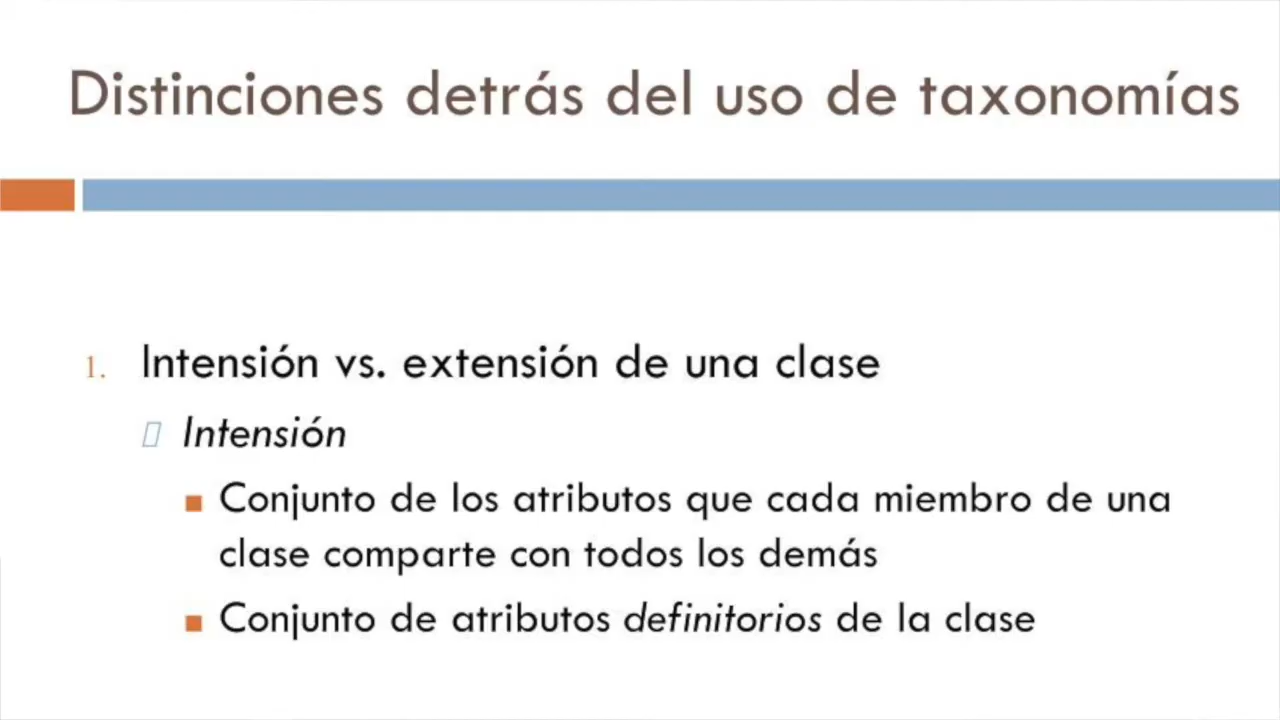 Distinciones detrás del uso de taxonomías
1. Intensión vs. extensión de una clase
Intensión
Conjunto de los atributos que cada miembro de una
clase comparte con todos los demás
Conjunto de atributos definitorios de la clase